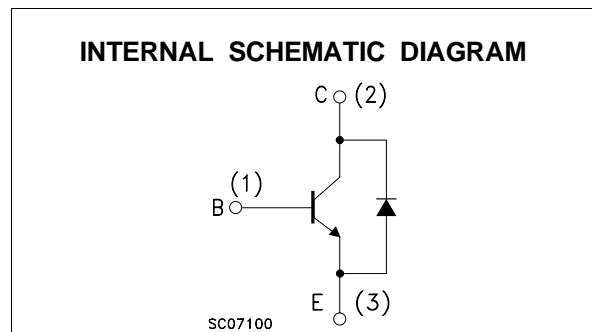 INTERNAL SCHEMATIC DIAGRAM
C (2)
(1)
B
E (3)
SC07100